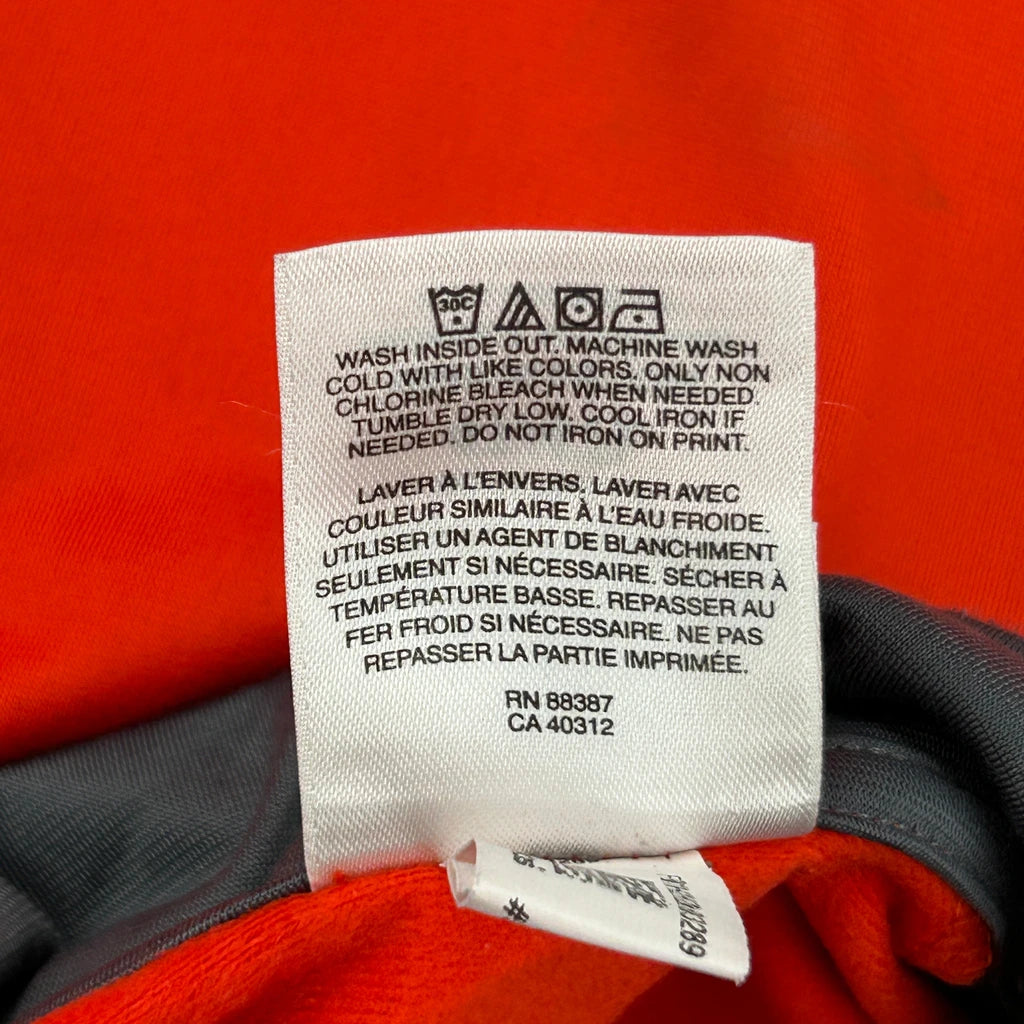 30C
WASH INSIDE OUT. MACHINE WASH
COLD WITH LIKE COLORS. ONLY NON
CHLORINE BLEACH WHEN NEEDED
TUMBLE DRY LOW. COOL IRON IF
NEEDED. DO NOT IRON ON PRINT.
LAVER À L'ENVERS. LAVER AVEC
COULEUR SIMILAIRE À L'EAU FROIDE.
UTILISER UN AGENT DE BLANCHIMENT
SEULEMENT SI NÉCESSAIRE. SÉCHER À
TEMPÉRATURE BASSE. REPASSER AU
FER FROID SI NÉCESSAIRE. NE PAS
REPASSER LA PARTIE IMPRIMÉE.
RN 88387
CA 40312